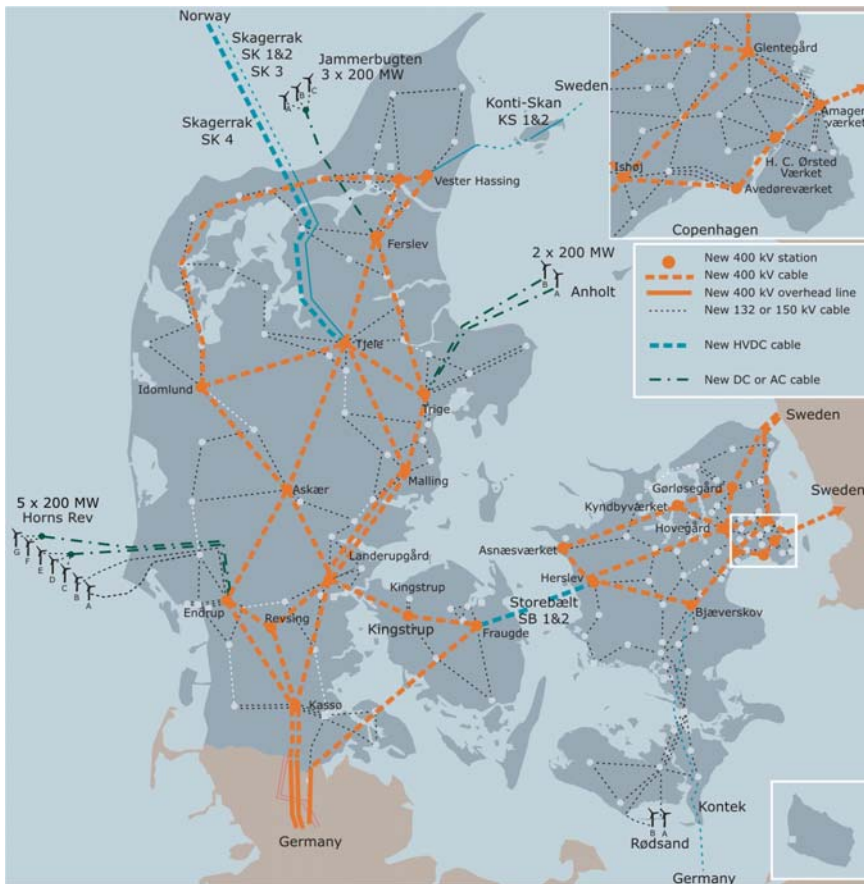 Norway
Skagerrak
SK 1&2
SK 3
Jammerbugten
3 x 200 MW
A
B
C
Skagerrak
SK 4
Konti-Skan
KS 1&2
Sweden
Vester Hassing
Ferslev
2 x 200 MW
B
A
Anholt
Tjele
Idomlund
Trige
Askær
Malling
5 x 200 MW
Horns Rev
G
F
E
D
C
B
A
Landerupgård
Endrup
Revsing
Kingstrup
Kingstrup
Fraugde
Kassø
Germany
Storebælt
SB 1&2
Asnæsværket
Herslev
Kyndbyværket
Gørløsegård
Hovegård
Bjæverskov
Sweden
Sweden
Kontek
Rødsand
B
A
Germany
Glentegård
Amager
værket
H. C. Ørsted
Værket
Ishøj
Avedøreværket
Copenhagen
New 400 kV station
New 400 kV cable
New 400 kV overhead line
New 132 or 150 kV cable
New HVDC cable
New DC or AC cable